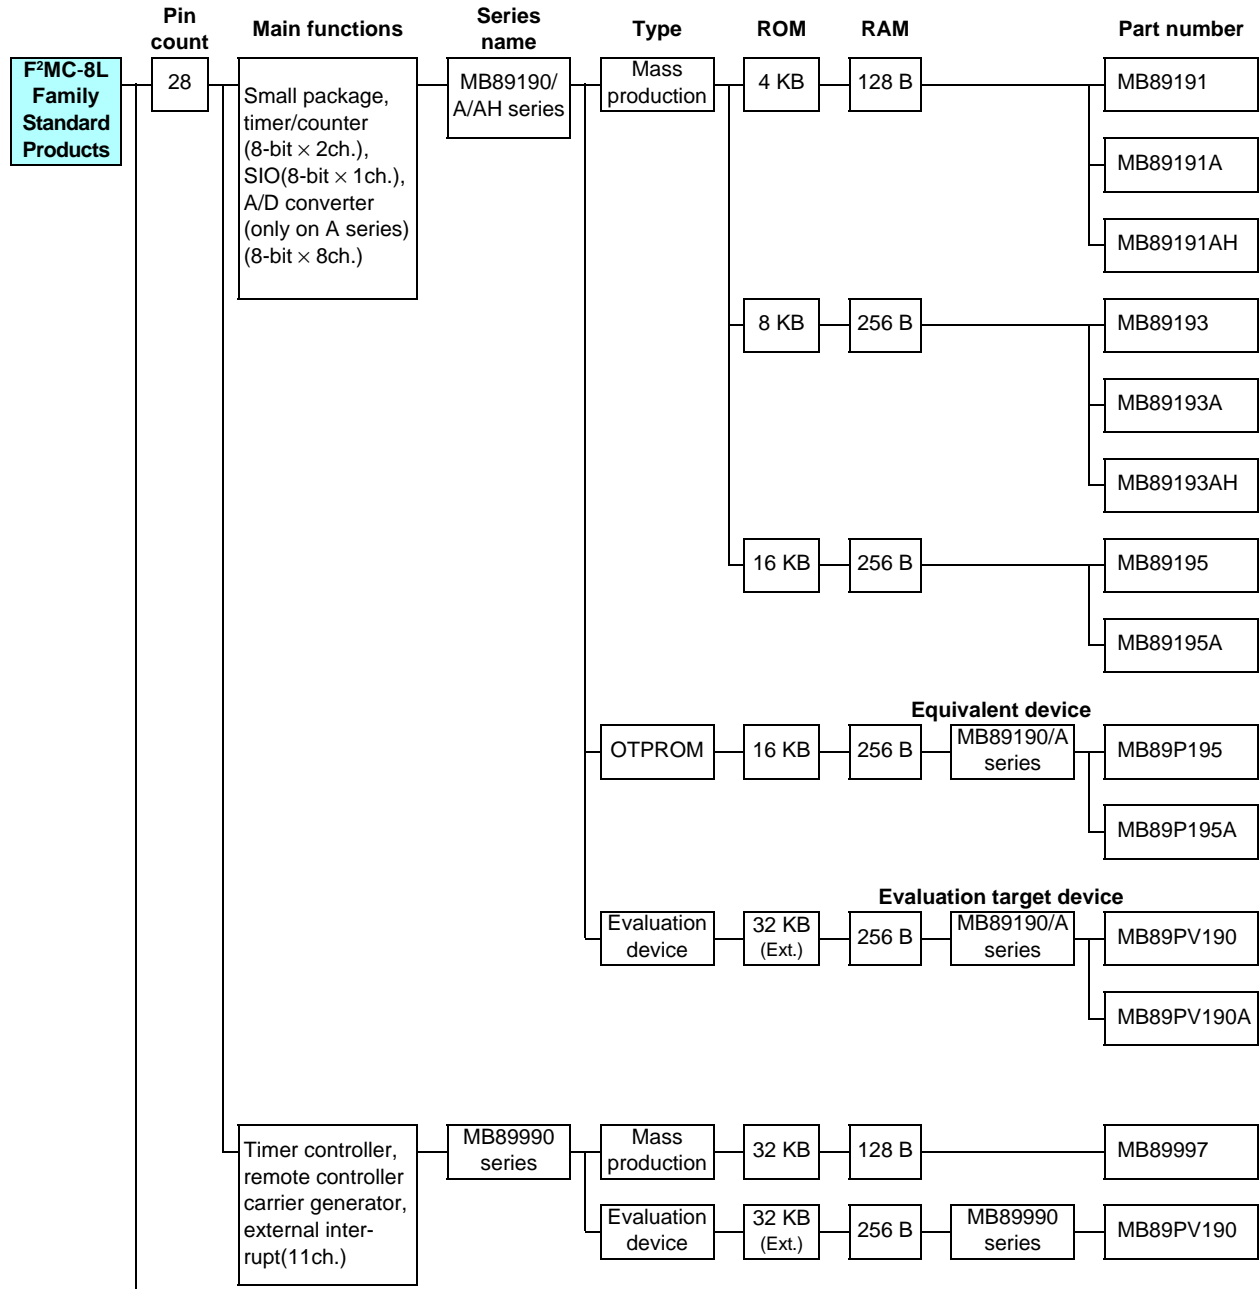 Pin count
Main functions
Series name
Type
ROM
RAM
Part number
F²MC-8L
Family
Standard
Products
28
Small package,
timer/counter
(8-bit × 2ch.),
SIO(8-bit × 1ch.),
A/D converter
(only on A series)
(8-bit × 8ch.)
MB89190/
A/AH series
Mass
production
4 KB
128 B
MB89191
MB89191A
MB89191AH
8 KB
256 B
MB89193
MB89193A
MB89193AH
16 KB
256 B
MB89195
MB89195A
Equivalent device
OTPROM
16 KB
256 B
MB89190/A
series
MB89P195
MB89P195A
Evaluation target device
Evaluation
device
32 KB
(Ext.)
256 B
MB89190/A
series
MB89PV190
MB89PV190A
Timer controller,
remote controller
carrier generator,
external inter-
rupt(11ch.)
MB89990
series
Mass
production
32 KB
128 B
MB89997
Evaluation
device
32 KB
(Ext.)
256 B
MB89990
series
MB89PV190